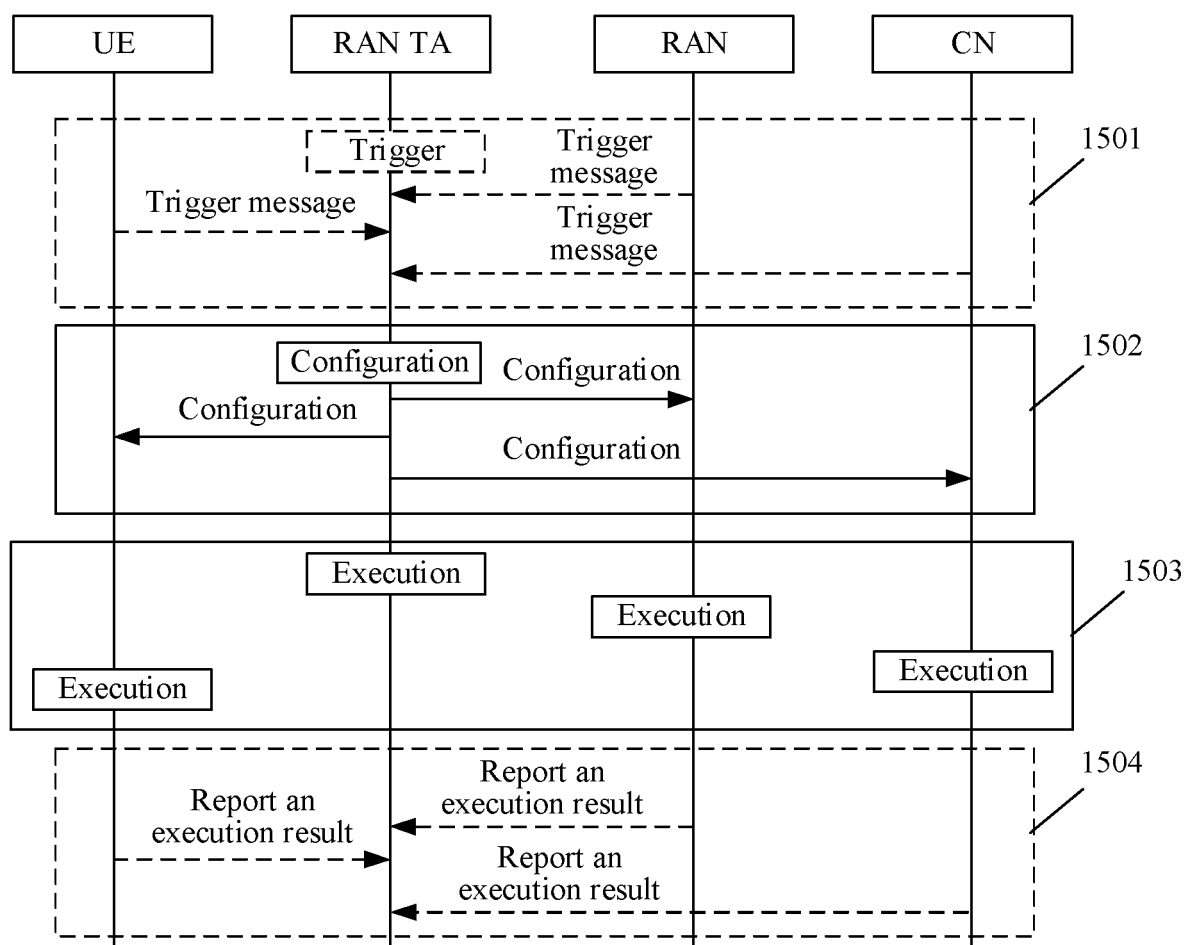 UE
RAN TA
RAN
CN
Trigger
Trigger
message
1501
Trigger message
Trigger
message
Configuration
Configuration
1502
Configuration
Configuration
Execution
1503
Execution
Execution
Execution
1504
Report an
execution result
Report an
execution result
Report an
execution result